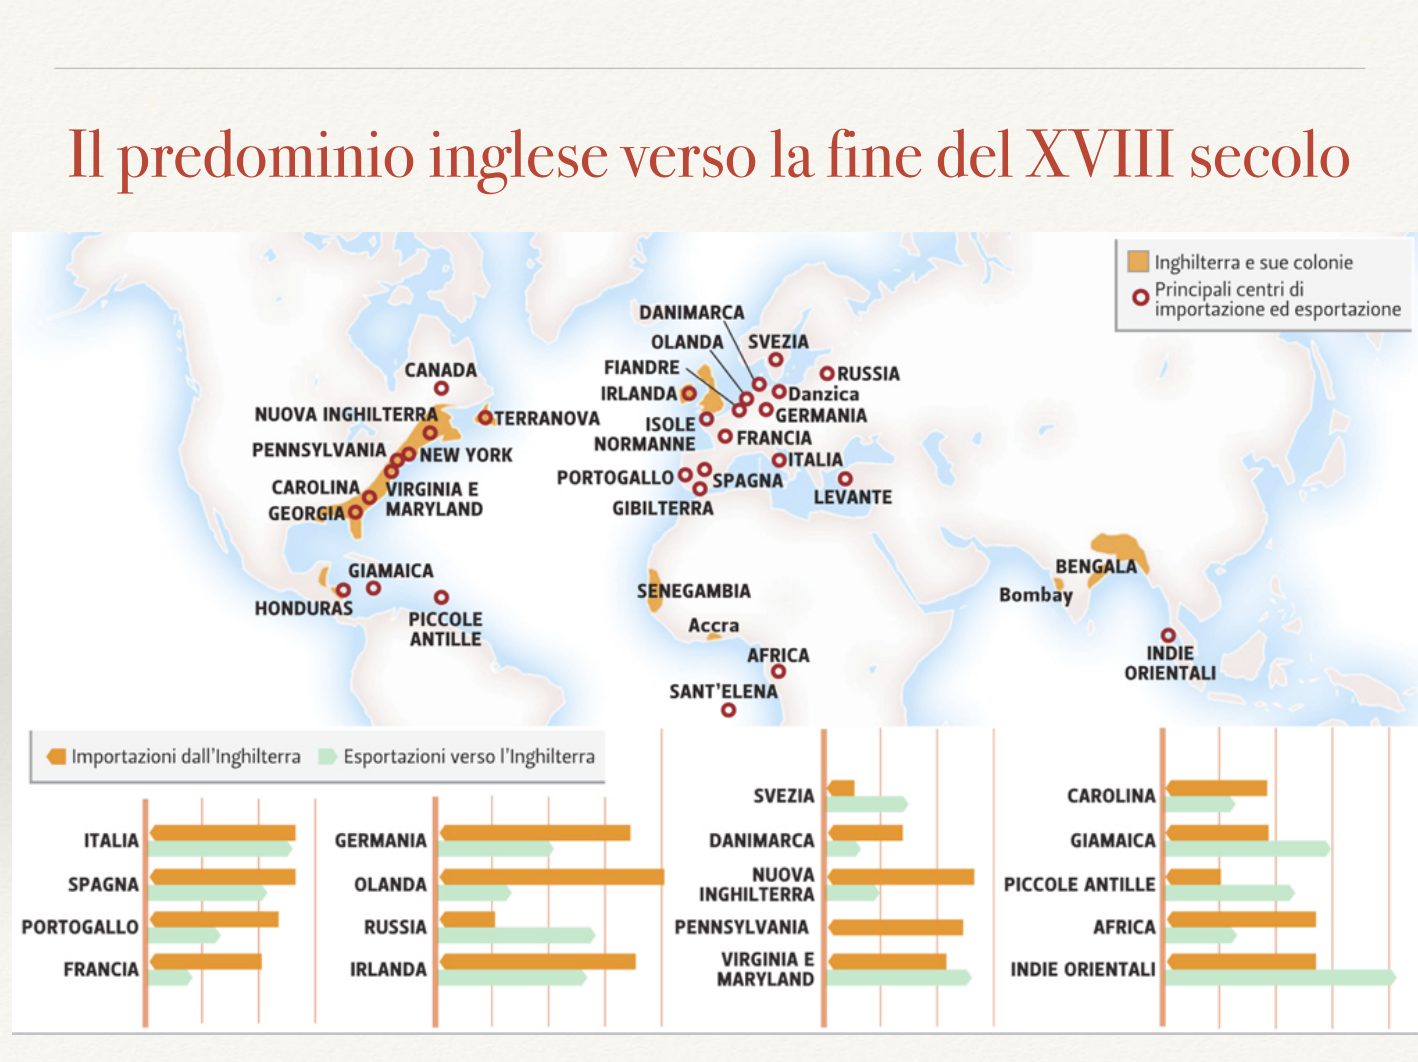 Il predominio inglese verso la fine del XVIII secolo
Inghilterra e sue colonie
Principali centri di
importazione ed esportazione
DANIMARCA
OLANDA
SVEZIA
FIANDRE
RUSSIA
CANADA
IRLANDA
Danzica
NUOVA INGHILTERRA
TERRANOVA
ISOLE
NORMANNE
GERMANIA
FRANCIA
PENNSYLVANIA
NEW YORK
ITALIA
PORTOGALLO
SPAGNA
CAROLINA
VIRGINIA E
MARYLAND
LEVANTE
GEORGIA
GIBILTERRA
GIAMAICA
BENGALA
HONDURAS
SENEGAMBIA
Bombay
PICCOLE
ANTILLE
Accra
AFRICA
INDIE
ORIENTALI
SANT'ELENA
Importazioni dall'Inghilterra
Esportazioni verso l'Inghilterra
ITALIA
SPAGNA
PORTOGALLO
FRANCIA
GERMANIA
OLANDA
RUSSIA
IRLANDA
SVEZIA
DANIMARCA
NUOVA
INGHILTERRA
PENNSYLVANIA
VIRGINIA E
MARYLAND
CAROLINA
GIAMAICA
PICCOLE ANTILLE
AFRICA
INDIE ORIENTALI